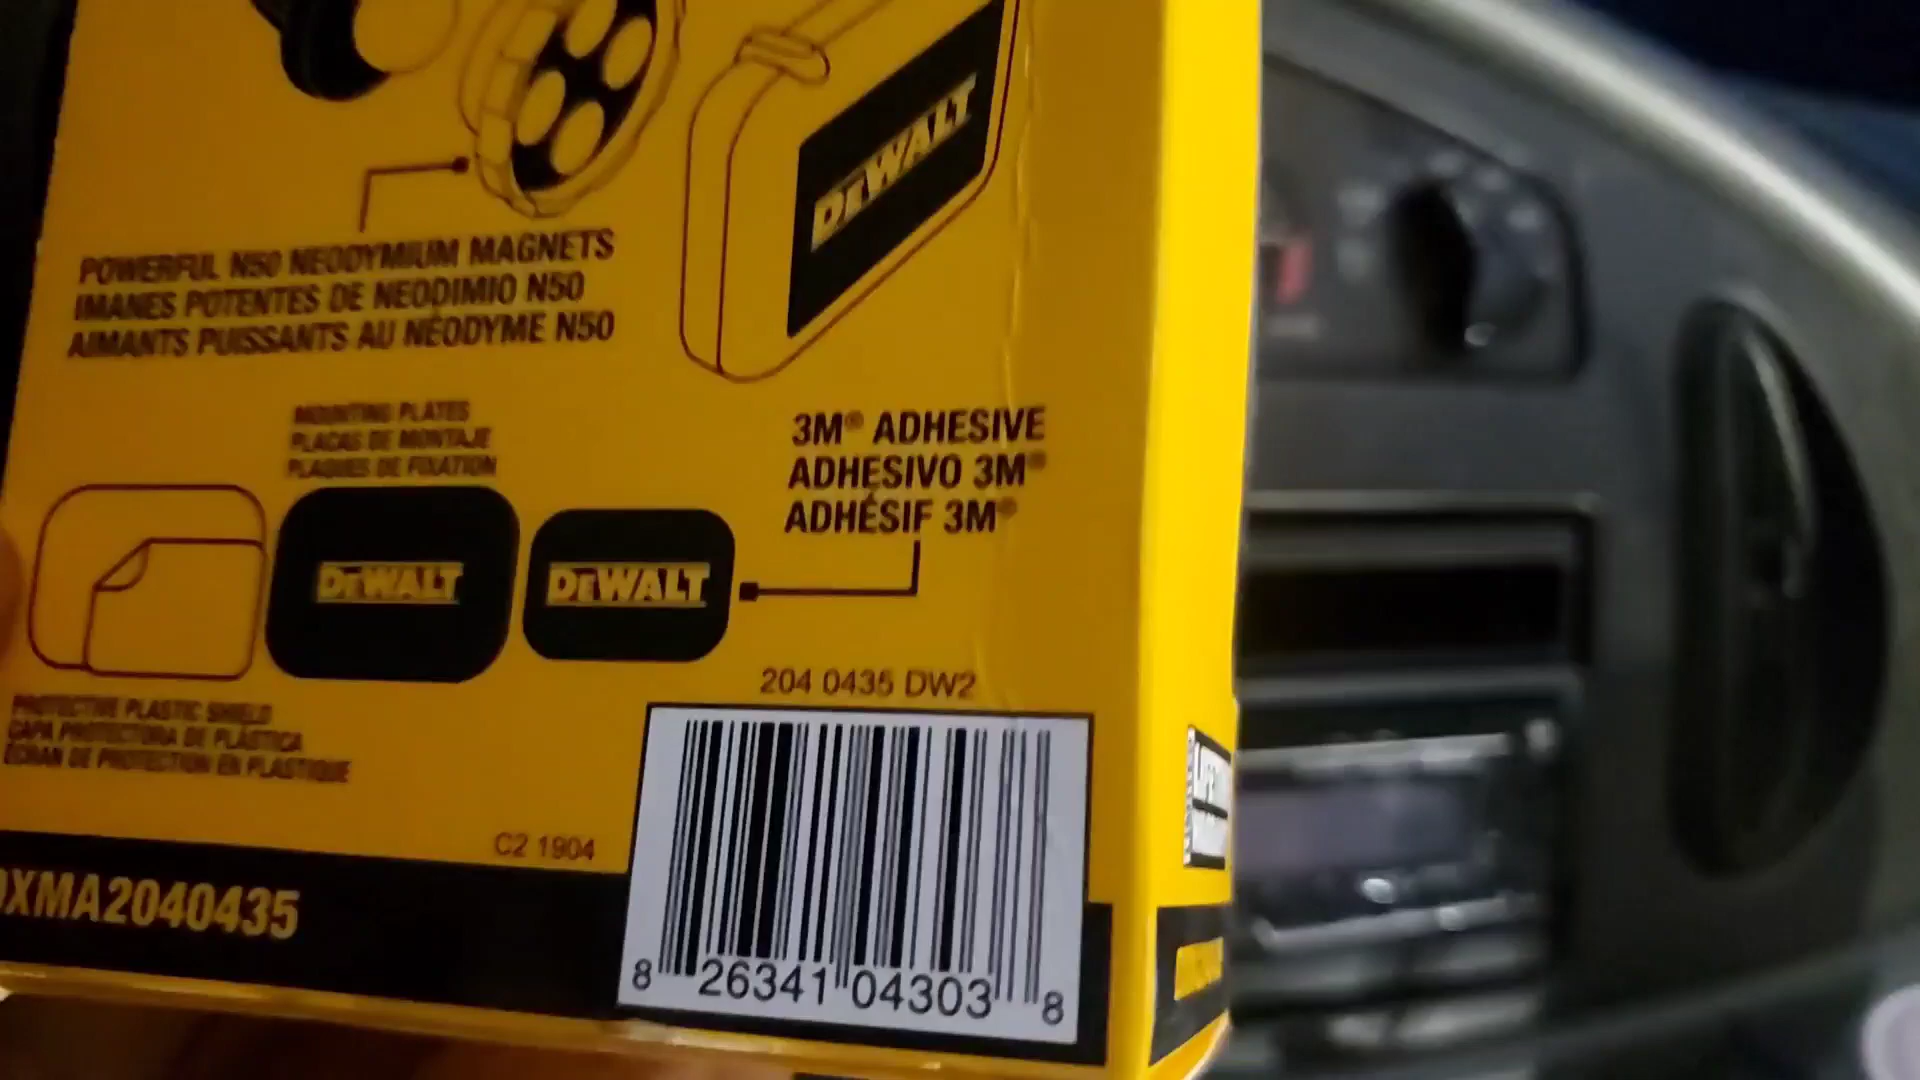 DEWALT
POWERFUL N50 NEODYMIUM MAGNETS
IMANES POTENTES DE NEODIMIO N50
AIMANTS PUISSANTS AU NÉODYME N50
MOUNTING PLATES
PLACAS DE MONTAJE
PLAQUES DE FIXATION
3M® ADHESIVE
ADHESIVO 3M®
ADHÉSIF 3M®
DEWALT
DEWALT
204 0435 DW2
PROTECTIVE PLASTIC SHIELD
CAPA PROTECTORA DE PLÁSTICA
ÉCRAN DE PROTECTION EN PLASTIQUE
C2 1904
XMA2040435
8 26341 04303 8